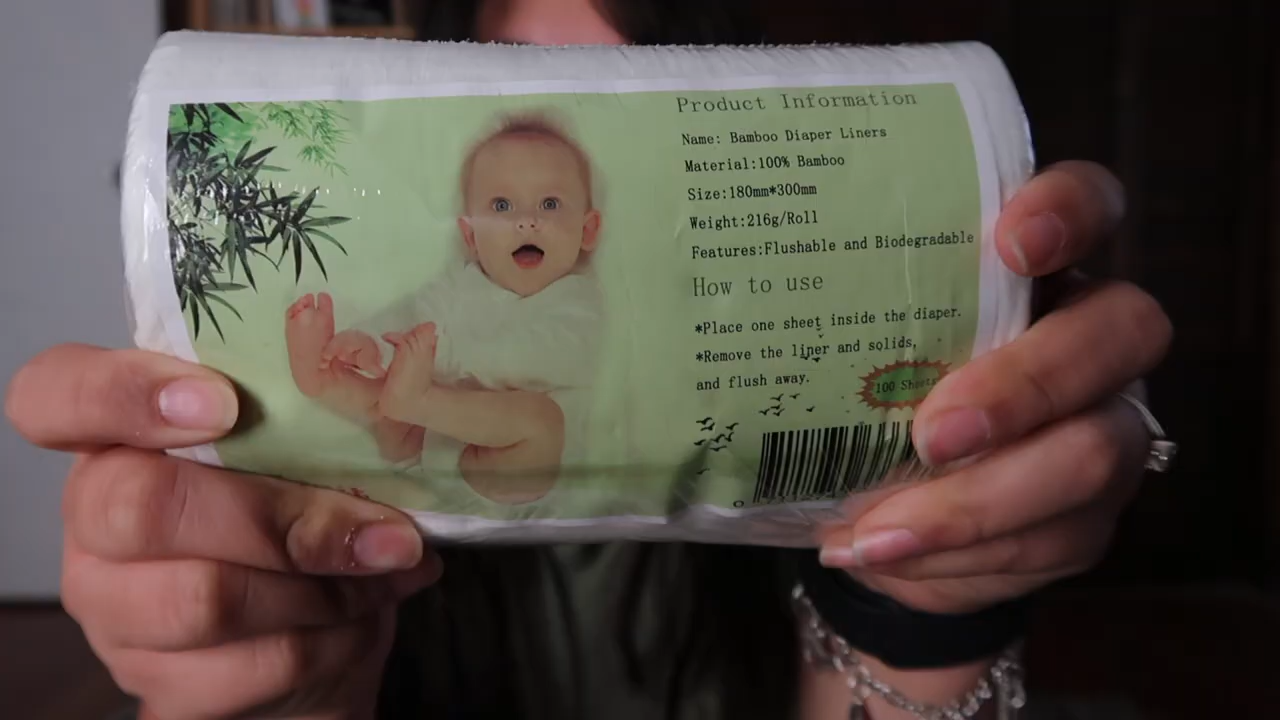 Product Information
Name: Bamboo Diaper Liners
Material:100% Bamboo
Size:180mm*300mm
Weight:216g/Roll
Features:Flushable and Biodegradable
How to use
*Place one sheet inside the diaper.
*Remove the liner and solids,
and flush away.
100 Sheets
0